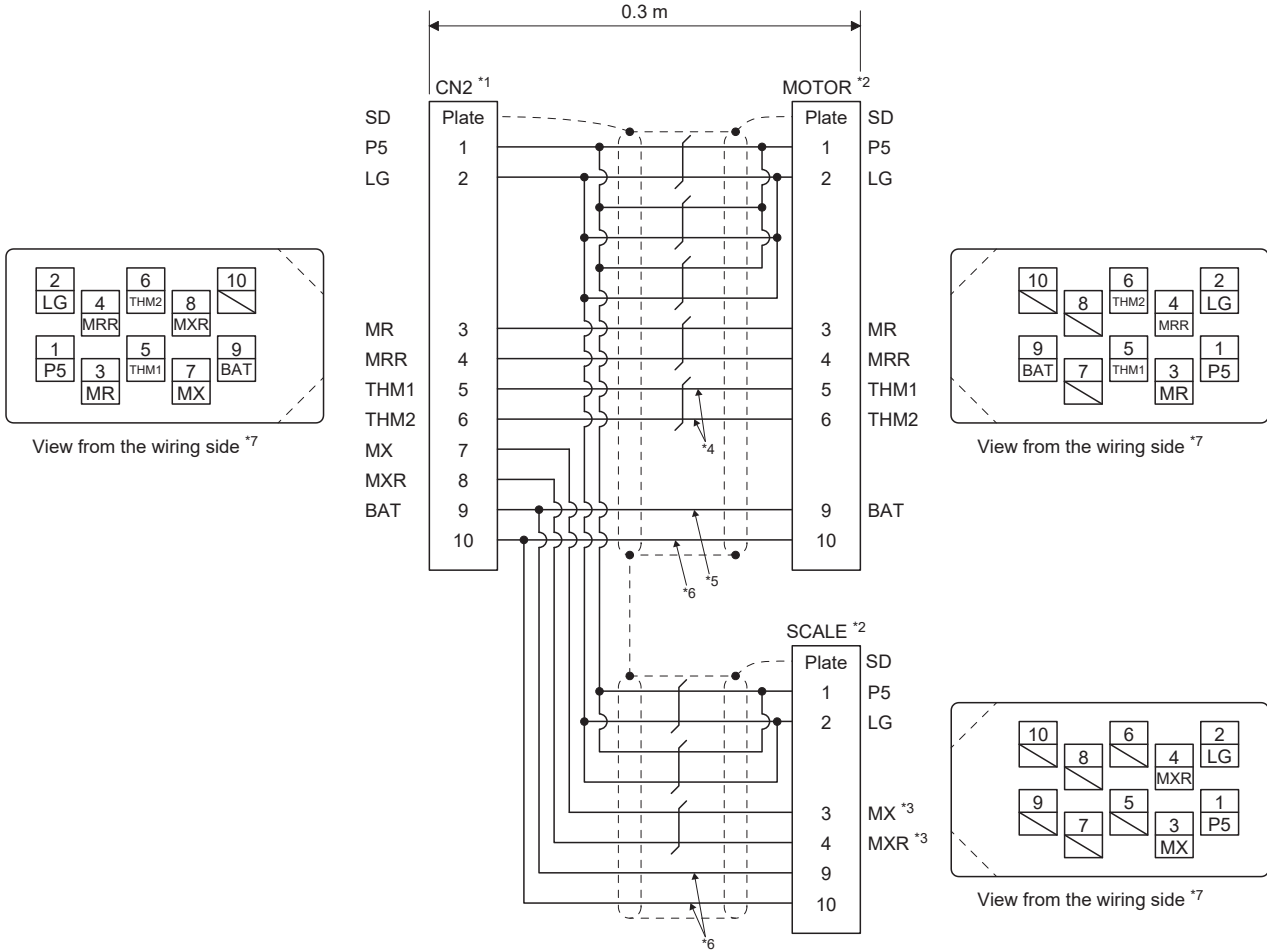 0.3 m
CN2 *1
MOTOR *2
SD Plate Plate SD
P5 1 1 P5
LG 2 2 LG
MR 3 3 MR
MRR 4 4 MRR
THM1 5 5 THM1
THM2 6 6 THM2
*4
MX 7
MXR 8
BAT 9 9 BAT
10 10
*5
*6
2 6 10
LG 4 THM2 8
MRR MXR
1 5 9
P5 3 THM1 7 BAT
MR MX
View from the wiring side *7
10 6 2
8 THM2 4 LG
MRR
9 5 1
BAT 7 THM1 3 P5
MR
View from the wiring side *7
SCALE *2
Plate SD
1 P5
2 LG
3 MX *3
4 MXR *3
9
10
*6
10 6 2
8 4 LG
MXR
9 5 1
7 3 P5
MX
View from the wiring side *7